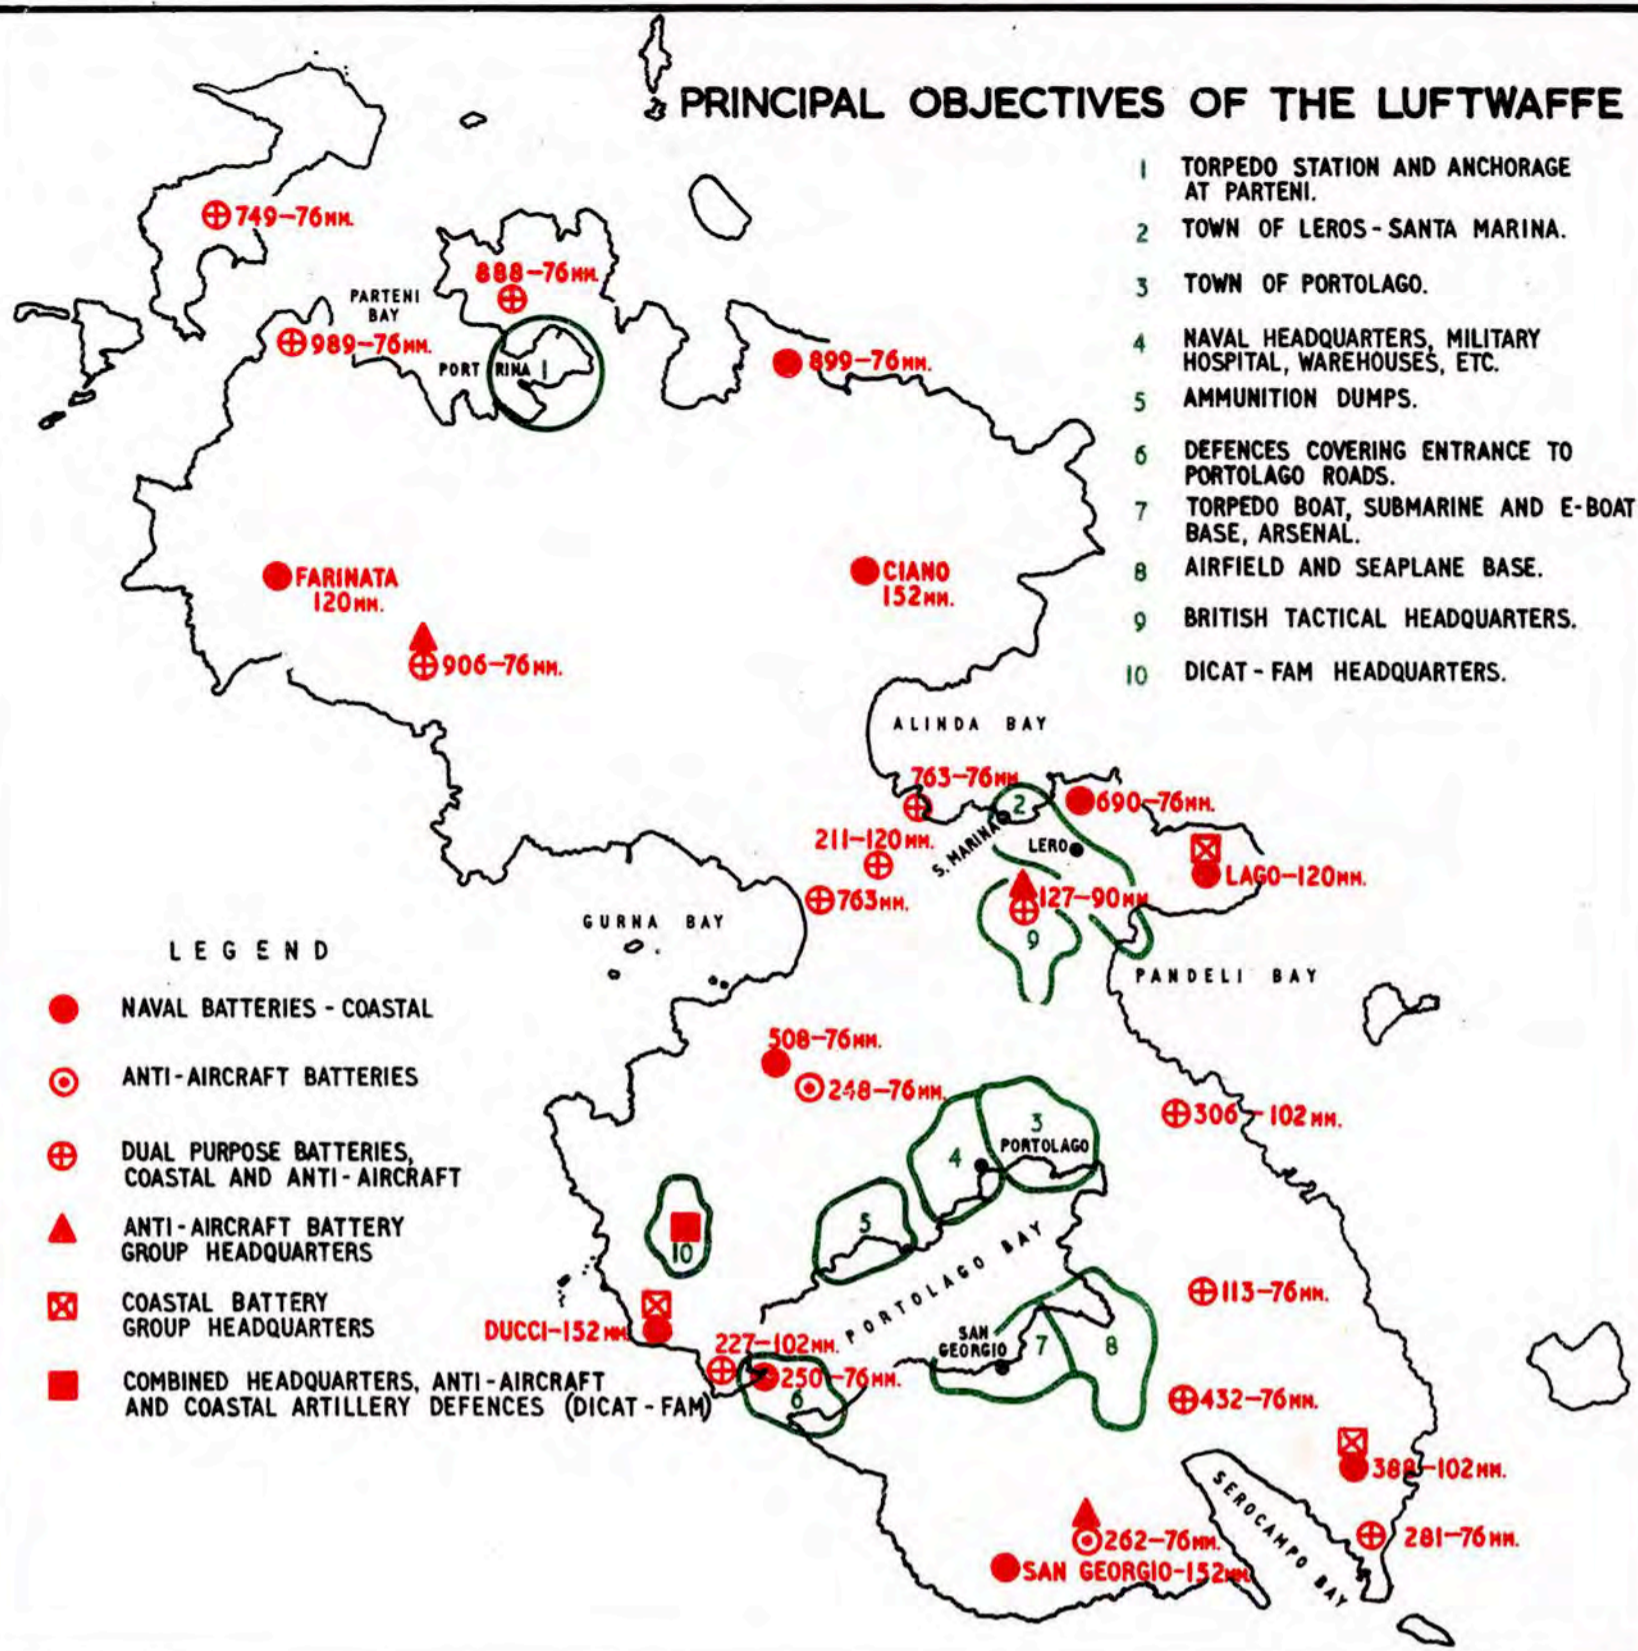 PRINCIPAL OBJECTIVES OF THE LUFTWAFFE
1 TORPEDO STATION AND ANCHORAGE
AT PARTENI.
2 TOWN OF LEROS - SANTA MARINA.
3 TOWN OF PORTOLAGO.
4 NAVAL HEADQUARTERS, MILITARY
HOSPITAL, WAREHOUSES, ETC.
5 AMMUNITION DUMPS.
6 DEFENCES COVERING ENTRANCE TO
PORTOLAGO ROADS.
7 TORPEDO BOAT, SUBMARINE AND E-BOAT
BASE, ARSENAL.
8 AIRFIELD AND SEAPLANE BASE.
9 BRITISH TACTICAL HEADQUARTERS.
10 DICAT - FAM HEADQUARTERS.
749-76MM.
888-76MM.
PARTENI
BAY
989-76MM.
PORT RINA 1
899-76MM.
FARINATA
120MM.
CIANO
152MM.
906-76MM.
ALINDA BAY
763-76MM
2
690-76MM.
211-120MM.
S. MARINA
LERO
LAGO-120MM.
763MM.
127-90MM
9
GURNA BAY
PANDELI BAY
LEGEND
NAVAL BATTERIES - COASTAL
ANTI-AIRCRAFT BATTERIES
DUAL PURPOSE BATTERIES,
COASTAL AND ANTI-AIRCRAFT
ANTI-AIRCRAFT BATTERY
GROUP HEADQUARTERS
COASTAL BATTERY
GROUP HEADQUARTERS
COMBINED HEADQUARTERS, ANTI-AIRCRAFT
AND COASTAL ARTILLERY DEFENCES (DICAT-FAM)
508-76MM.
248-76MM.
306-102MM.
3
PORTOLAGO
4
5
10
PORTOLAGO BAY
113-76MM.
DUCCI-152MM
227-102MM.
SAN
GEORGIO
7
8
250-76MM.
6
432-76MM.
388-102MM.
SEROCAMPO BAY
262-76MM.
281-76MM.
SAN GEORGIO-152MM